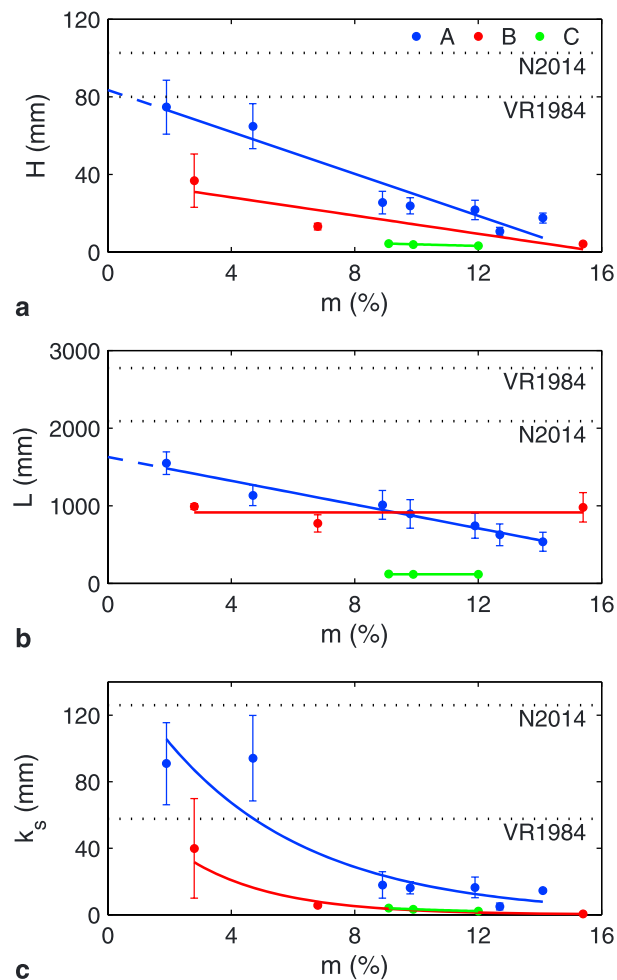 120
80
40
0
H (mm)
A B C
N2014
VR1984
0 4 8 12 16
m (%)
a
3000
2000
1000
0
L (mm)
VR1984
N2014
0 4 8 12 16
m (%)
b
120
80
40
0
k_s (mm)
N2014
VR1984
0 4 8 12 16
m (%)
c